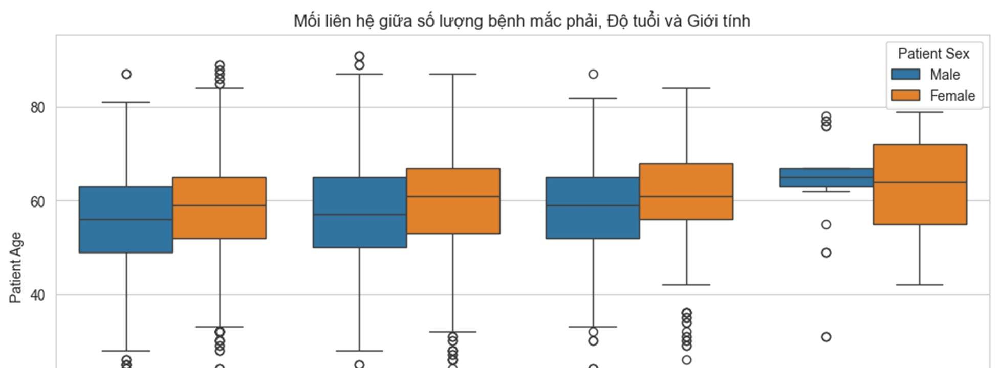 Mối liên hệ giữa số lượng bệnh mắc phải, Độ tuổi và Giới tính
Patient Sex
Male
Female
80
60
40
Patient Age